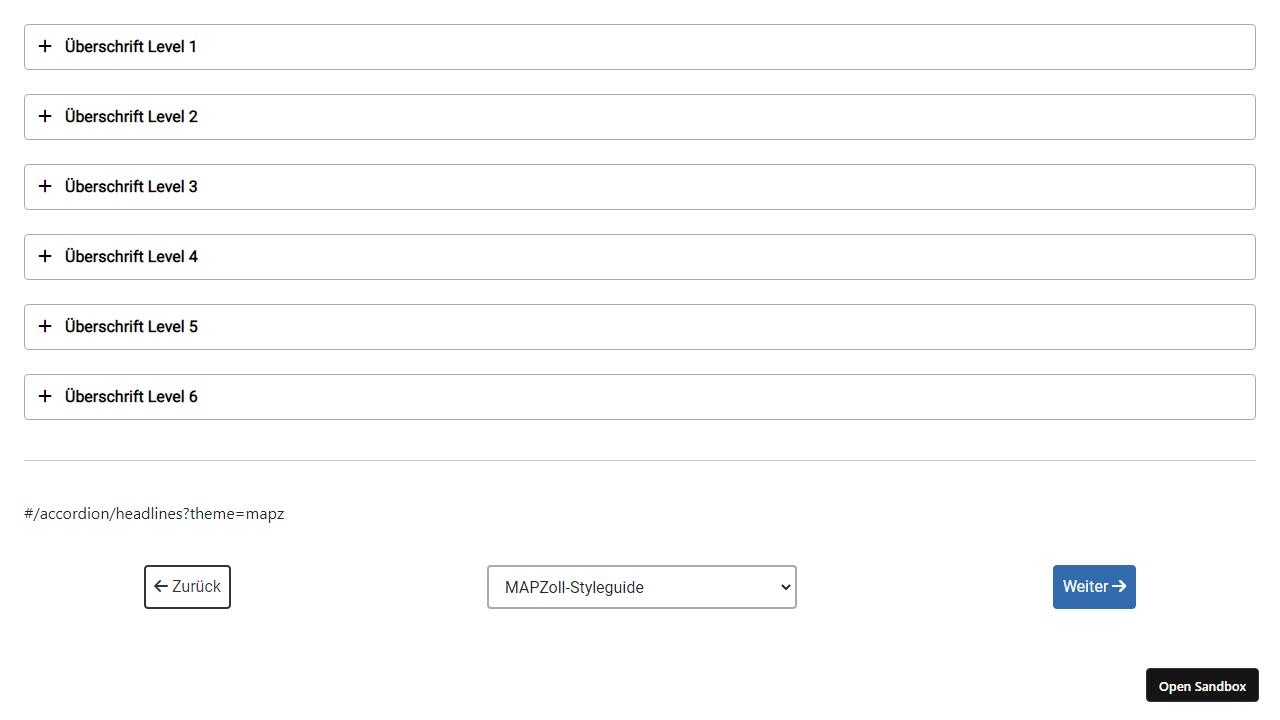 Überschrift Level 1
Überschrift Level 2
Überschrift Level 3
Überschrift Level 4
Überschrift Level 5
Überschrift Level 6
#/accordion/headlines?theme=mapz
Zurück
MAPZoll-Styleguide
Weiter
Open Sandbox